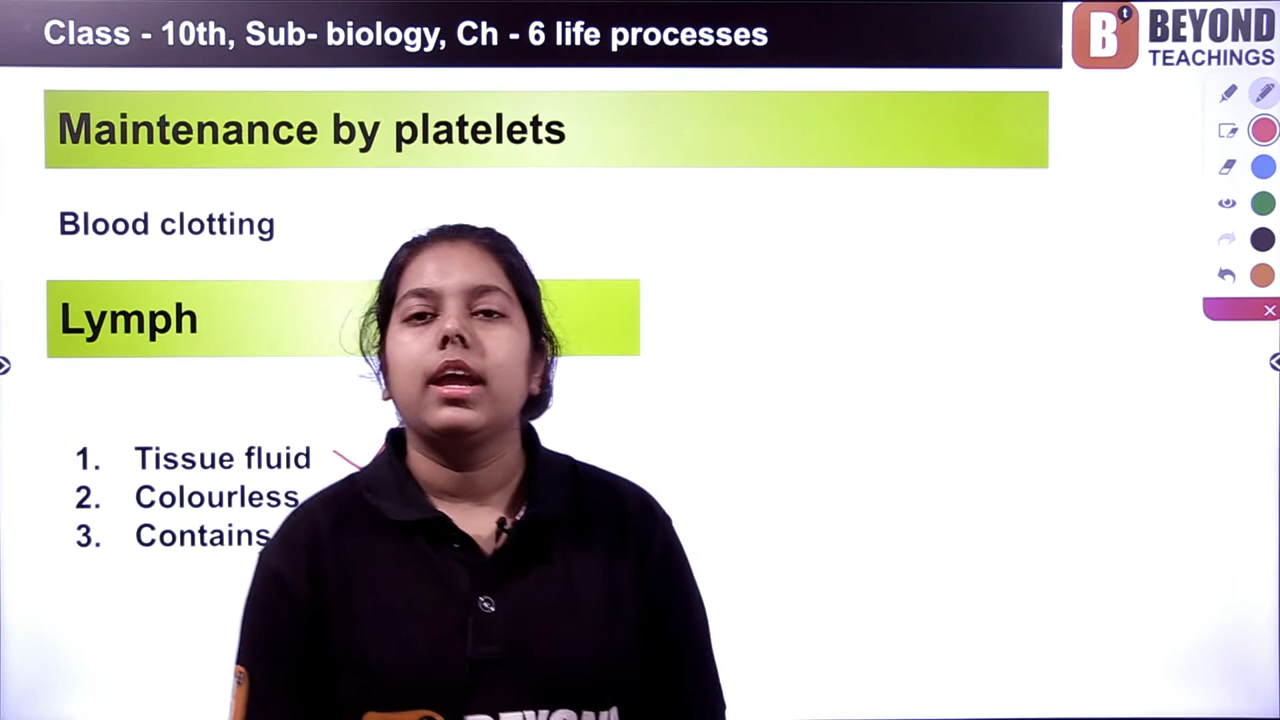 Class - 10th, Sub- biology, Ch - 6 life processes
B t BEYOND
TEACHINGS
Maintenance by platelets
Blood clotting
Lymph
1. Tissue fluid
2. Colourless
3. Contains
BEYON